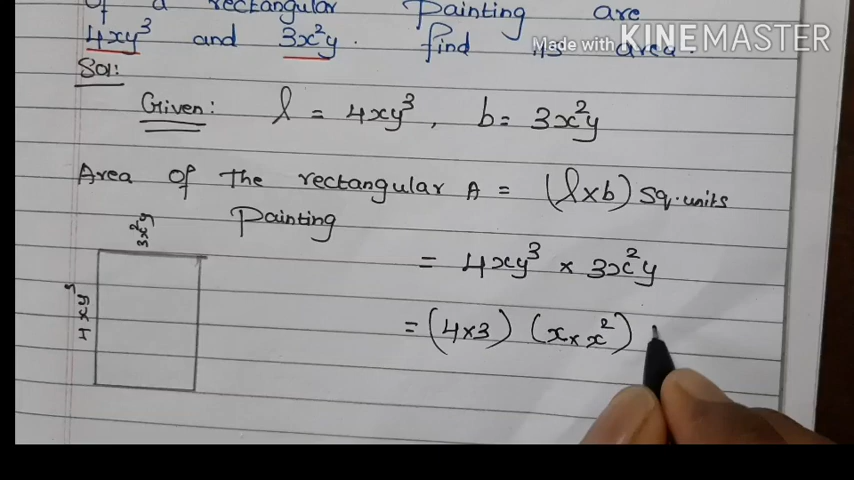 of a rectangular Painting are
4xy³ and 3x²y. find its area.
Made with KINEMASTER
Sol:
Given: l = 4xy³, b = 3x²y
Area of the rectangular A = (l×b) sq.units
Painting
3x²y
= 4xy³ × 3x²y
4xy³
= (4×3) (x×x²)